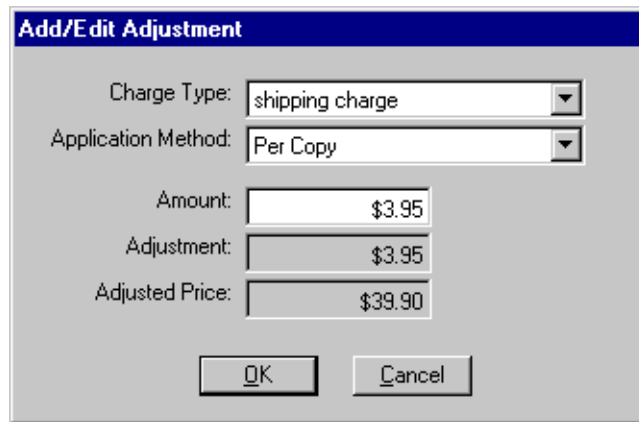 Add/Edit Adjustment
Charge Type: shipping charge
Application Method: Per Copy
Amount: $3.95
Adjustment: $3.95
Adjusted Price: $39.90
OK Cancel